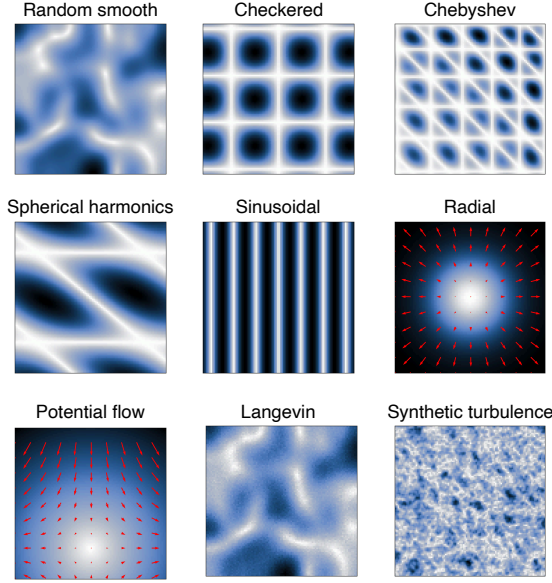 Random smooth
Checkered
Chebyshev
Spherical harmonics
Sinusoidal
Radial
Potential flow
Langevin
Synthetic turbulence